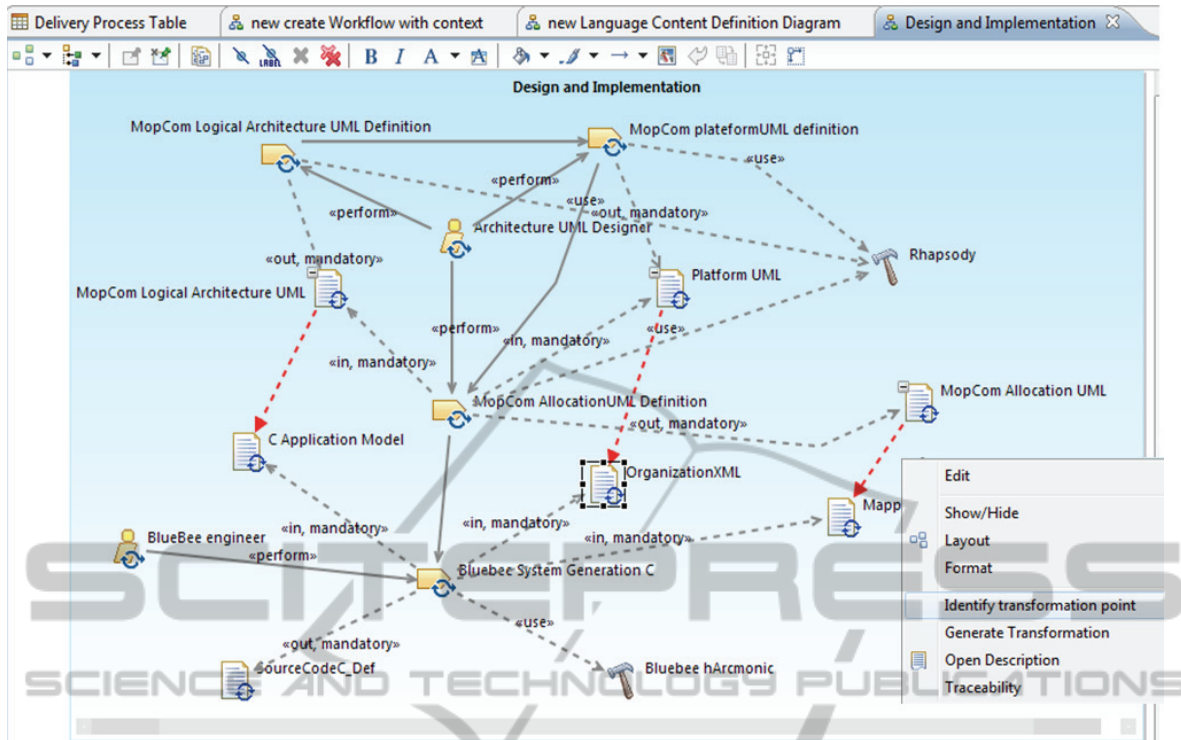 Delivery Process Table
new create Workflow with context
new Language Content Definition Diagram
Design and Implementation
LABEL
B I A
Design and Implementation
MopCom Logical Architecture UML Definition
MopCom plateformUML definition
«use»
«perform»
«use»
«perform»
«out, mandatory»
Architecture UML Designer
«out, mandatory»
Rhapsody
MopCom Logical Architecture UML
Platform UML
«perform»
«use»
«in, mandatory»
«in, mandatory»
MopCom AllocationUML Definition
MopCom Allocation UML
«out, mandatory»
C Application Model
OrganizationXML
Edit
Mapp
Show/Hide
«in, mandatory»
«in, mandatory»
BlueBee engineer
«in, mandatory»
Layout
«perform»
Format
Bluebee System Generation C
Identify transformation point
«use»
Generate Transformation
«out, mandatory»
SourceCodeC_Def
Bluebee hArcmonic
Open Description
Traceability
SCITEPRESS
SCIENCE AND TECHNOLOGY PUBLICATIONS